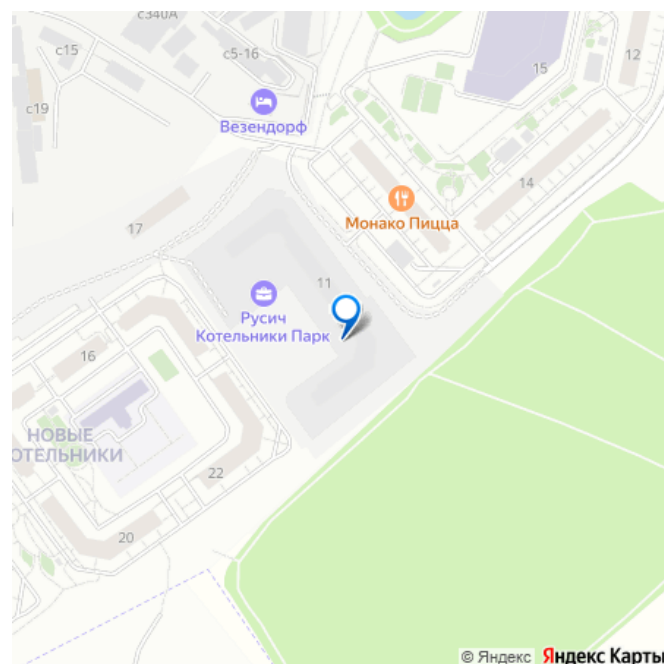 с340А
с15
с5-16
с19
Везендорф
15
12
14
17
Монако Пицца
11
Русич
Котельники Парк
16
НОВЫЕ
ОТЕЛЬНИКИ
22
20
© Яндекс Яндекс Карты